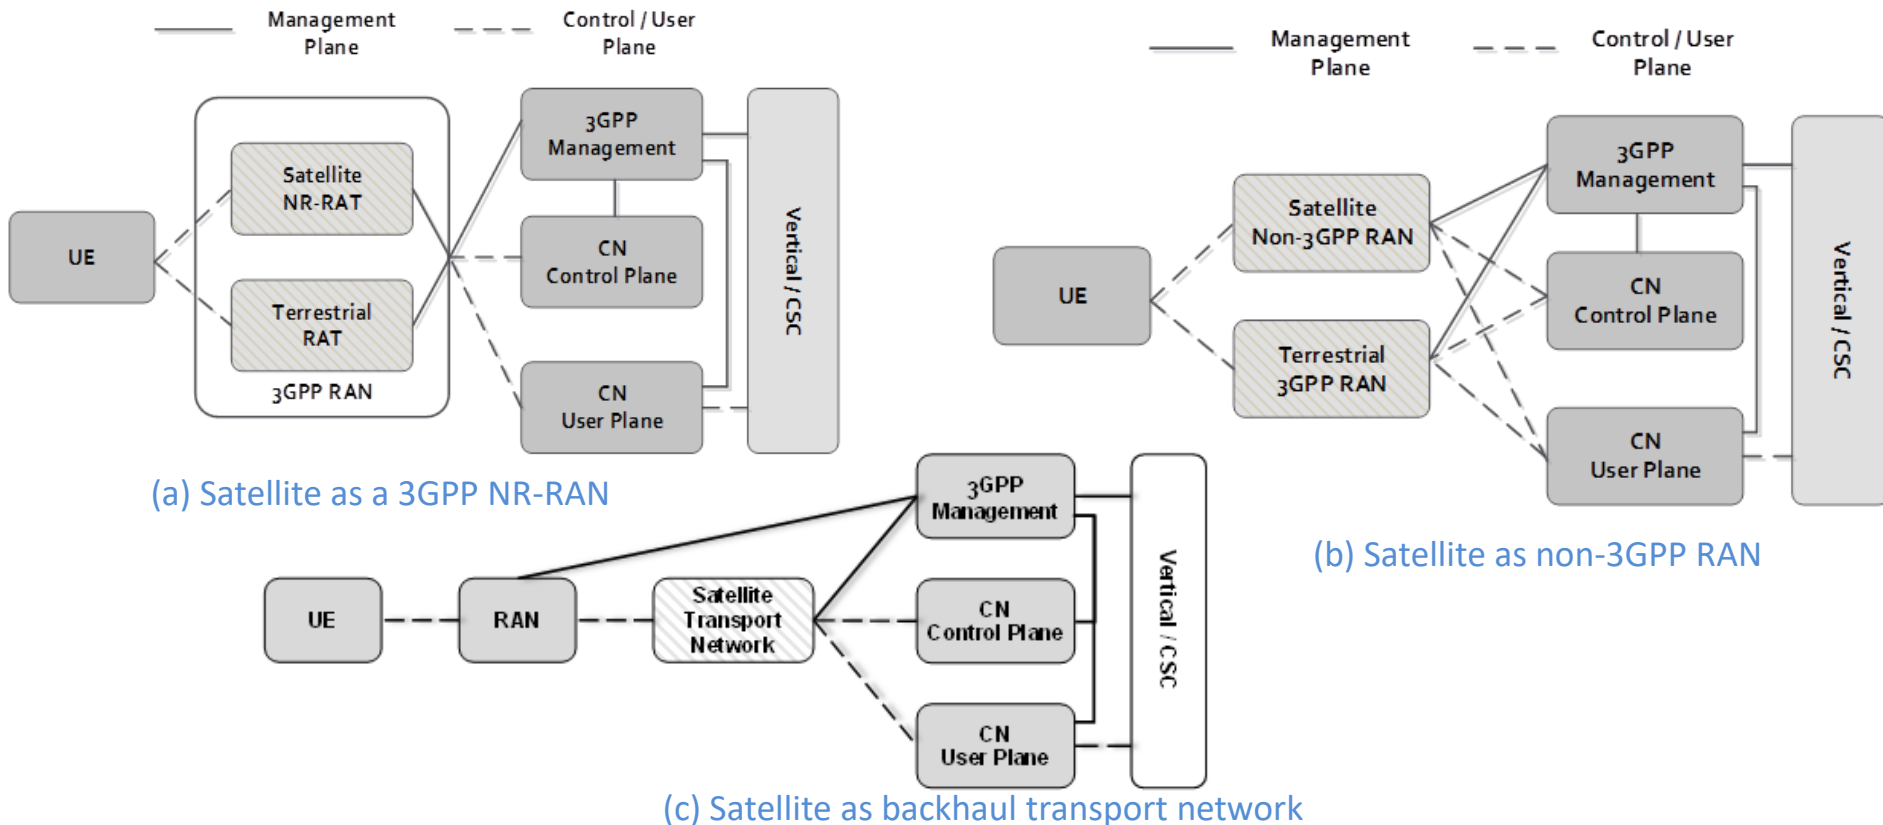 Management
Plane
Control / User
Plane
3GPP
Management
Satellite
NR-RAT
UE
CN
Control Plane
Terrestrial
RAT
3GPP RAN
CN
User Plane
Vertical / CSC
(a) Satellite as a 3GPP NR-RAN
Management
Plane
Control / User
Plane
3GPP
Management
Satellite
Non-3GPP RAN
UE
CN
Control Plane
Terrestrial
3GPP RAN
CN
User Plane
Vertical / CSC
(b) Satellite as non-3GPP RAN
3GPP
Management
UE
RAN
Satellite
Transport
Network
CN
Control Plane
CN
User Plane
Vertical / CSC
(c) Satellite as backhaul transport network